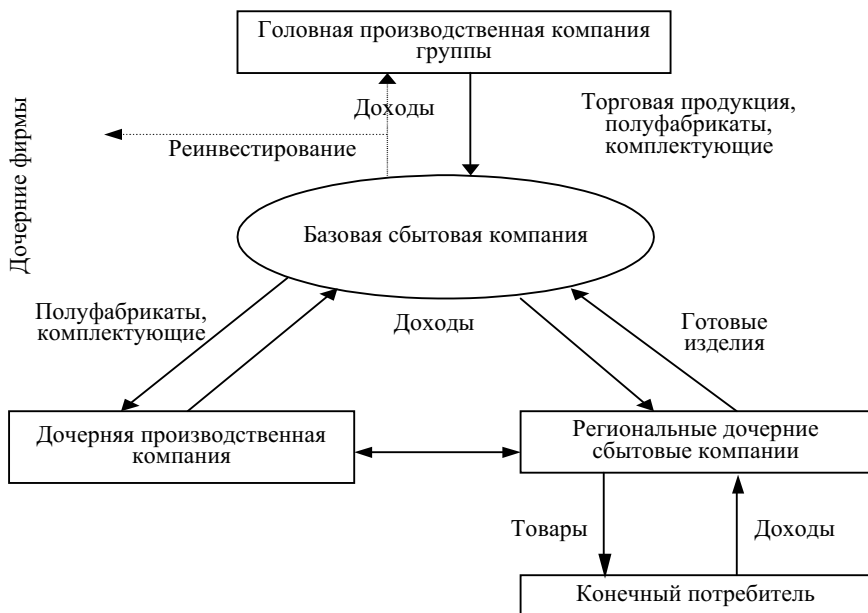 Головная производственная компания
группы
Доходы
Торговая продукция,
полуфабрикаты,
комплектующие
Реинвестирование
Дочерние фирмы
Базовая сбытовая компания
Полуфабрикаты,
комплектующие
Доходы
Готовые
изделия
Дочерняя производственная
компания
Региональные дочерние
сбытовые компании
Товары
Доходы
Конечный потребитель